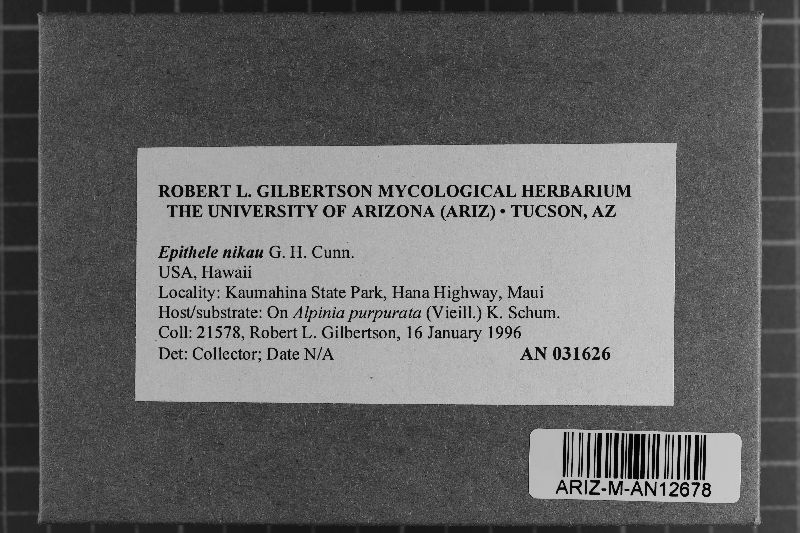 ROBERT L. GILBERTSON MYCOLOGICAL HERBARIUM
THE UNIVERSITY OF ARIZONA (ARIZ) • TUCSON, AZ
Epithele nikau G. H. Cunn.
USA, Hawaii
Locality: Kaumahina State Park, Hana Highway, Maui
Host/substrate: On Alpinia purpurata (Vieill.) K. Schum.
Coll: 21578, Robert L. Gilbertson, 16 January 1996
Det: Collector; Date N/A AN 031626
ARIZ-M-AN12678